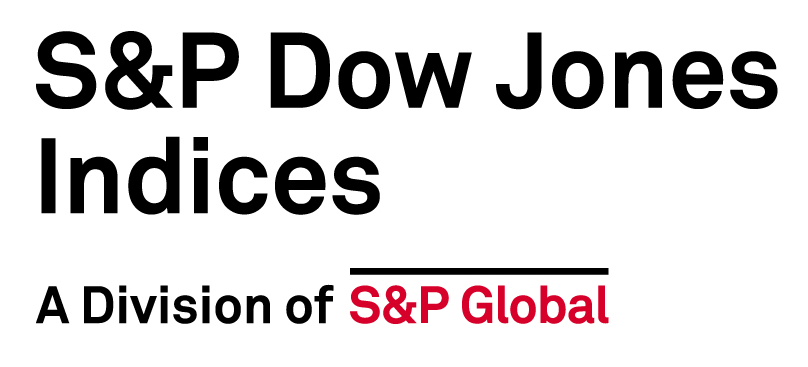 S&P Dow Jones
Indices
A Division of S&P Global